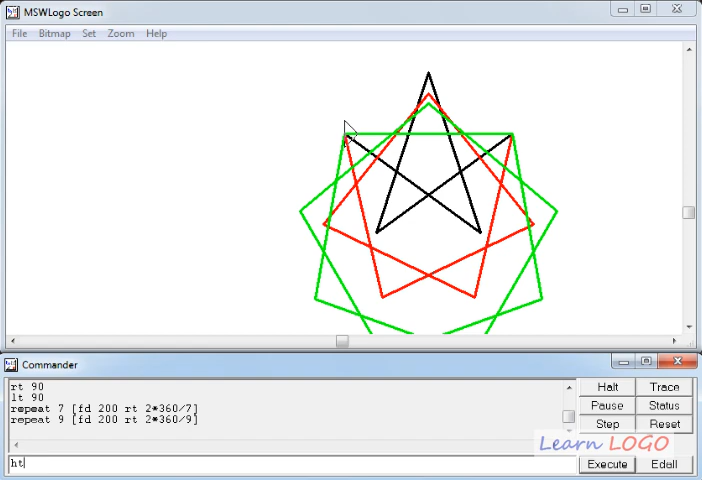 MSWLogo Screen
File Bitmap Set Zoom Help
Commander
rt 90
lt 90
repeat 7 [fd 200 rt 2*360/7]
repeat 9 [fd 200 rt 2*360/9]
ht
Halt Trace
Pause Status
Step Reset
Learn LOGO
Execute Edall